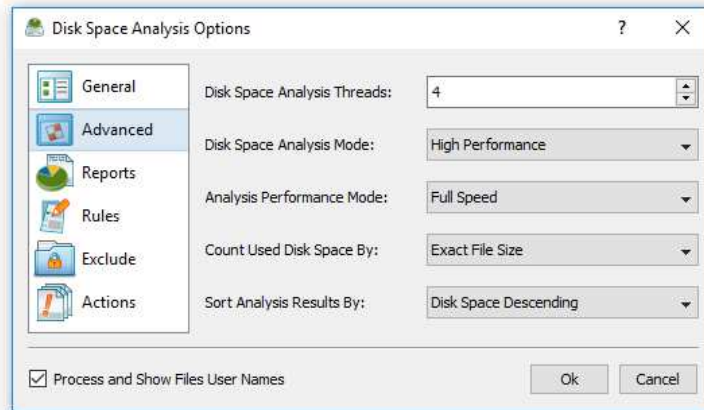 Disk Space Analysis Options
?
General
Advanced
Reports
Rules
Exclude
Actions
Disk Space Analysis Threads: 4
Disk Space Analysis Mode: High Performance
Analysis Performance Mode: Full Speed
Count Used Disk Space By: Exact File Size
Sort Analysis Results By: Disk Space Descending
Process and Show Files User Names
Ok
Cancel